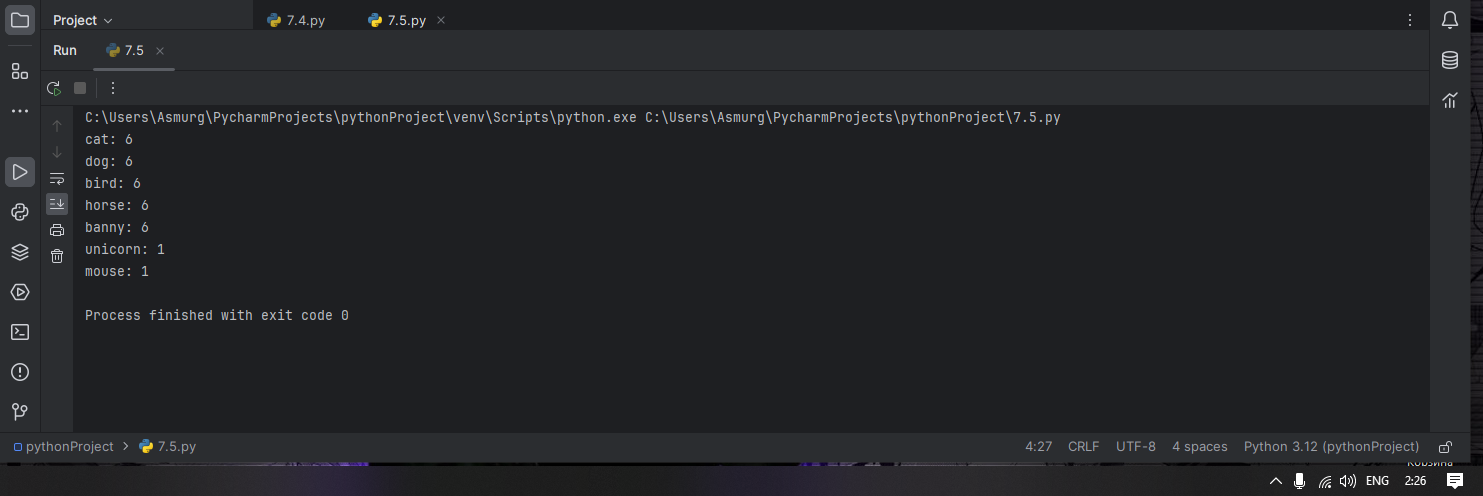 Project 7.4.py 7.5.py
Run 7.5
C:\Users\Asmurg\PycharmProjects\pythonProject\venv\Scripts\python.exe C:\Users\Asmurg\PycharmProjects\pythonProject\7.5.py
cat: 6
dog: 6
bird: 6
horse: 6
banny: 6
unicorn: 1
mouse: 1
Process finished with exit code 0
pythonProject > 7.5.py 4:27 CRLF UTF-8 4 spaces Python 3.12 (pythonProject)
Корзина
ENG 2:26